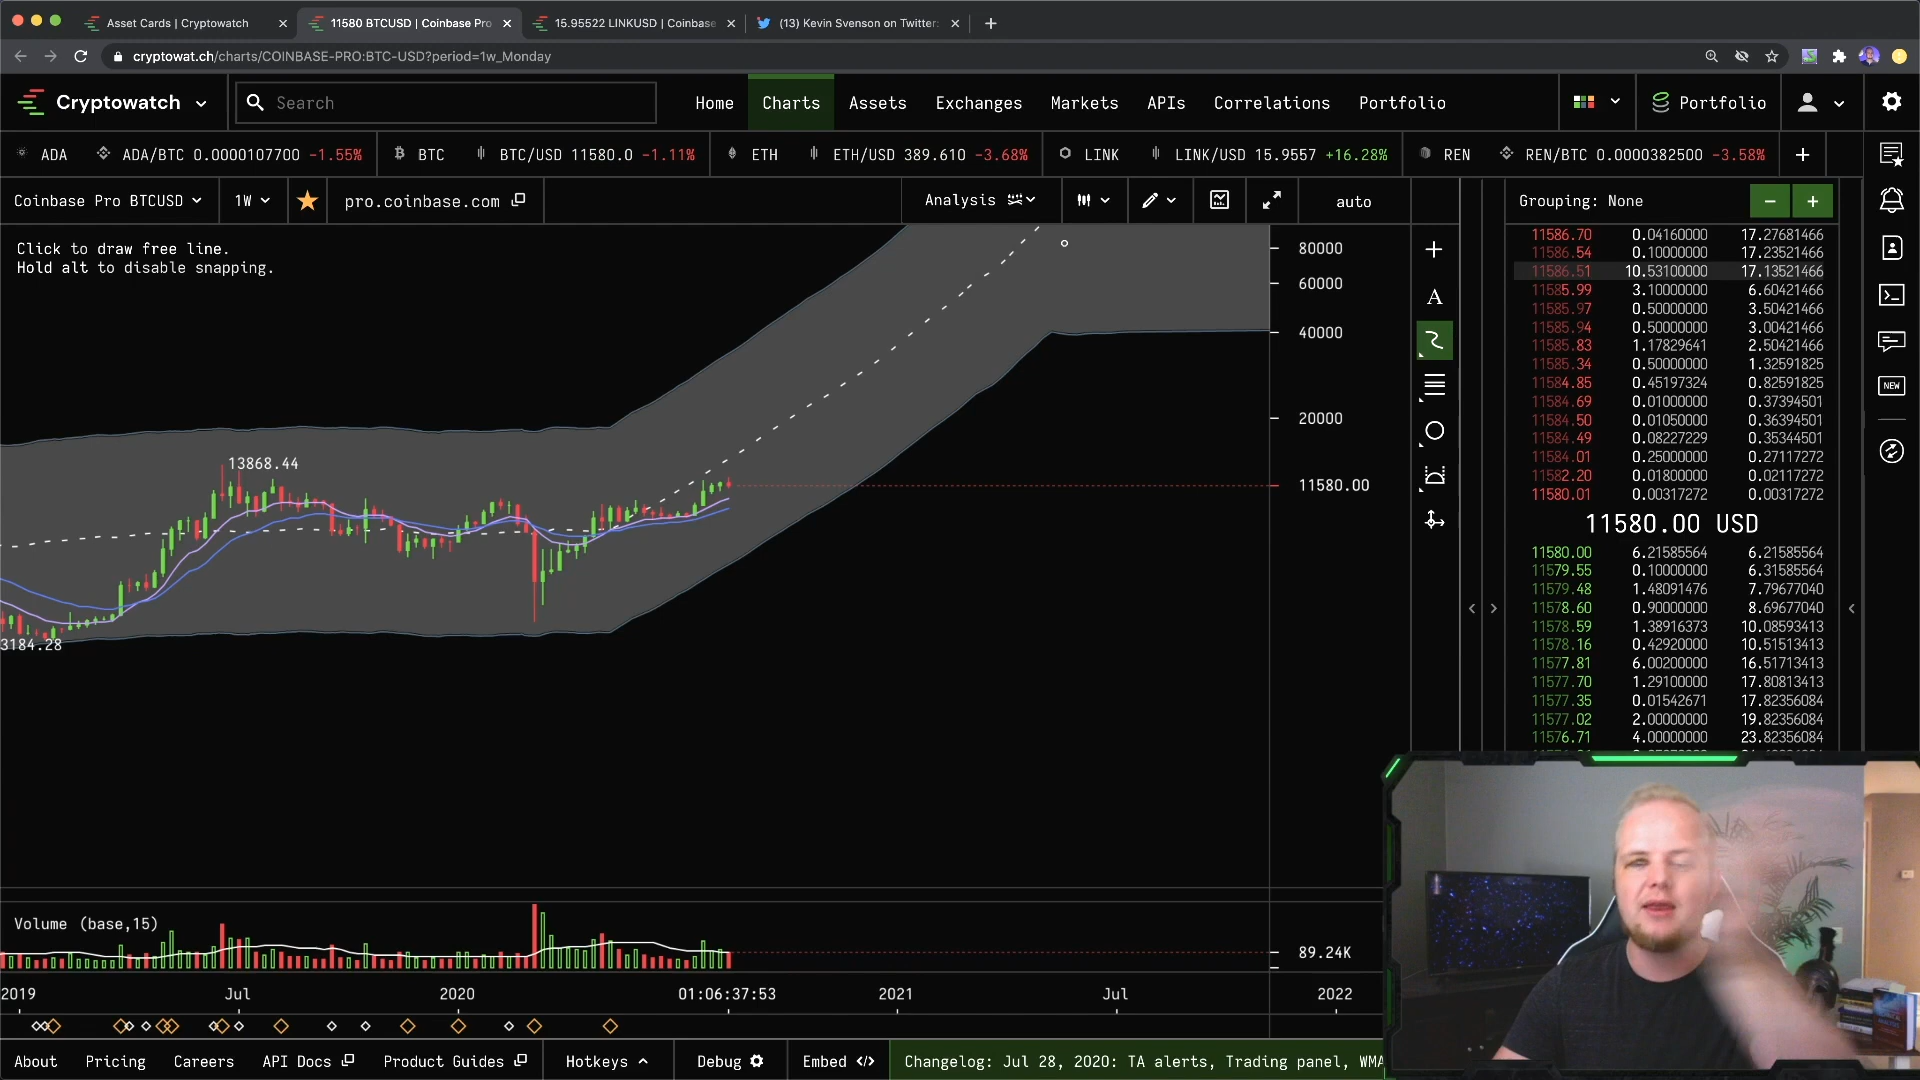 Asset Cards | Cryptowatch
11580 BTCUSD | Coinbase Pro
15.95522 LINKUSD | Coinbase
(13) Kevin Svenson on Twitter:
cryptowat.ch/charts/COINBASE-PRO:BTC-USD?period=1w_Monday
Cryptowatch
Search
Home Charts Assets Exchanges Markets APIs Correlations Portfolio
Portfolio
ADA ADA/BTC 0.0000107700 -1.55% BTC BTC/USD 11580.0 -1.11% ETH ETH/USD 389.610 -3.68% LINK LINK/USD 15.9557 +16.28% REN REN/BTC 0.0000382500 -3.58%
Coinbase Pro BTCUSD 1W pro.coinbase.com Analysis auto
Grouping: None
Click to draw free line.
Hold alt to disable snapping.
80000
60000
40000
20000
11580.00
A
NEW
13868.44
3184.28
11586.70 0.04160000 17.27681466
11586.54 0.10000000 17.23521466
11586.51 10.53100000 17.13521466
11585.99 3.10000000 6.60421466
11585.97 0.50000000 3.50421466
11585.94 0.50000000 3.00421466
11585.83 1.17829641 2.50421466
11585.34 0.50000000 1.32591825
11584.85 0.45197324 0.82591825
11584.69 0.01000000 0.37394501
11584.50 0.01050000 0.36394501
11584.49 0.08227229 0.35344501
11584.01 0.25000000 0.27117272
11582.20 0.01800000 0.02117272
11580.01 0.00317272 0.00317272
11580.00 USD
11580.00 6.21585564 6.21585564
11579.55 0.10000000 6.31585564
11579.48 1.48091476 7.79677040
11578.60 0.90000000 8.69677040
11578.59 1.38916373 10.08593413
11578.16 0.42920000 10.51513413
11577.81 6.00200000 16.51713413
11577.70 1.29100000 17.80813413
11577.35 0.01542671 17.82356084
11577.02 2.00000000 19.82356084
11576.71 4.00000000 23.82356084
Volume (base,15)
89.24K
2019 Jul 2020 01:06:37:53 2021 Jul 2022
About Pricing Careers API Docs Product Guides Hotkeys Debug Embed Changelog: Jul 28, 2020: TA alerts, Trading panel, WMA